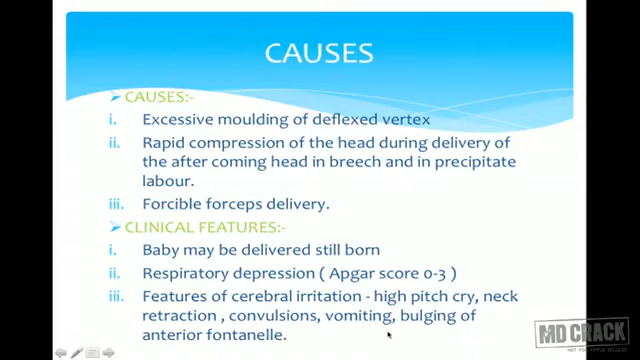 CAUSES
CAUSES:-
i. Excessive moulding of deflexed vertex
ii. Rapid compression of the head during delivery of
the after coming head in breech and in precipitate
labour.
iii. Forcible forceps delivery.
CLINICAL FEATURES:-
i. Baby may be delivered still born
ii. Respiratory depression ( Apgar score 0-3 )
iii. Features of cerebral irritation - high pitch cry, neck
retraction , convulsions, vomiting, bulging of
anterior fontanelle.
MD CRACK